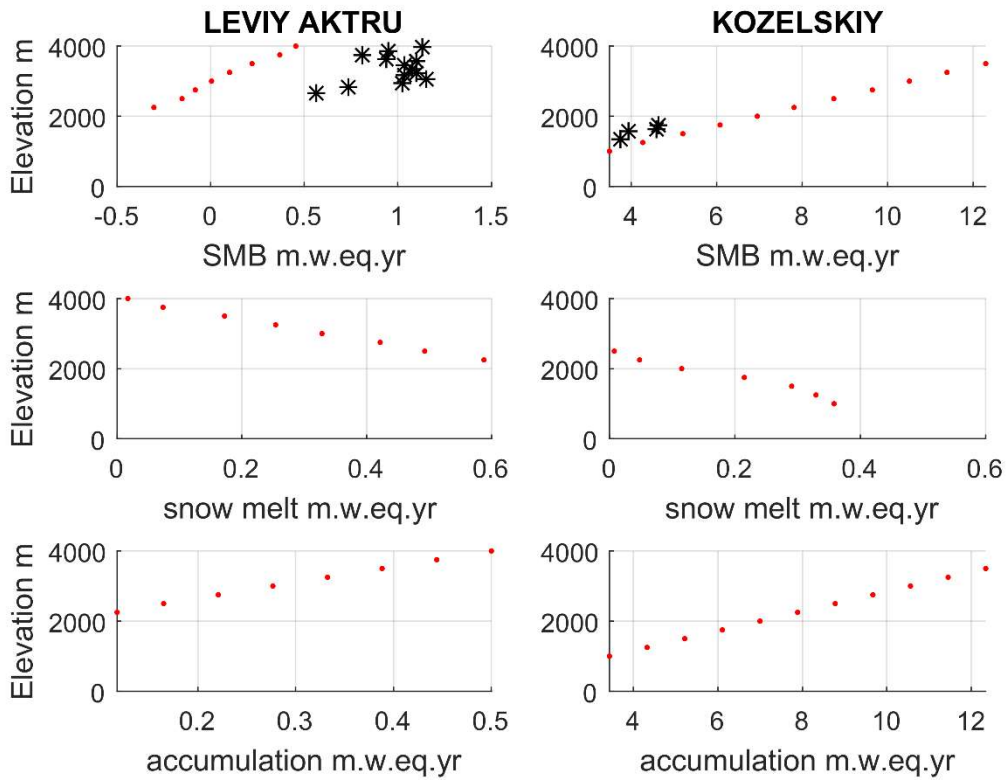 LEVIY AKTRU
4000
2000
0
Elevation m
-0.5 0 0.5 1 1.5
SMB m.w.eq.yr
KOZELSKIY
4000
2000
0
4 6 8 10 12
SMB m.w.eq.yr
4000
2000
0
Elevation m
0 0.2 0.4 0.6
snow melt m.w.eq.yr
4000
2000
0
0 0.2 0.4 0.6
snow melt m.w.eq.yr
4000
2000
0
Elevation m
0.2 0.3 0.4 0.5
accumulation m.w.eq.yr
4000
2000
0
4 6 8 10 12
accumulation m.w.eq.yr